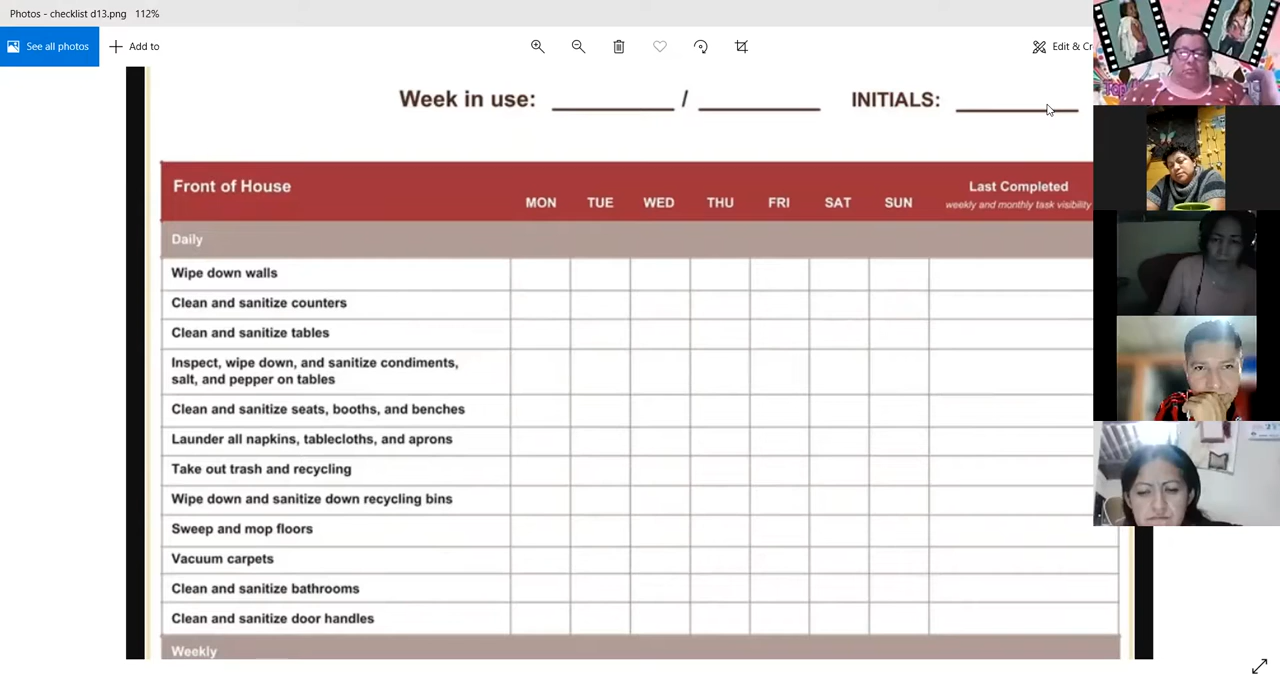 Photos - checklist d13.png 112%
See all photos
Add to
Edit & Cr
Week in use: / INITIALS:
Front of House
MON TUE WED THU FRI SAT SUN
Last Completed
weekly and monthly task visibility
Daily
Wipe down walls
Clean and sanitize counters
Clean and sanitize tables
Inspect, wipe down, and sanitize condiments,
salt, and pepper on tables
Clean and sanitize seats, booths, and benches
Launder all napkins, tablecloths, and aprons
Take out trash and recycling
Wipe down and sanitize down recycling bins
Sweep and mop floors
Vacuum carpets
Clean and sanitize bathrooms
Clean and sanitize door handles
Weekly